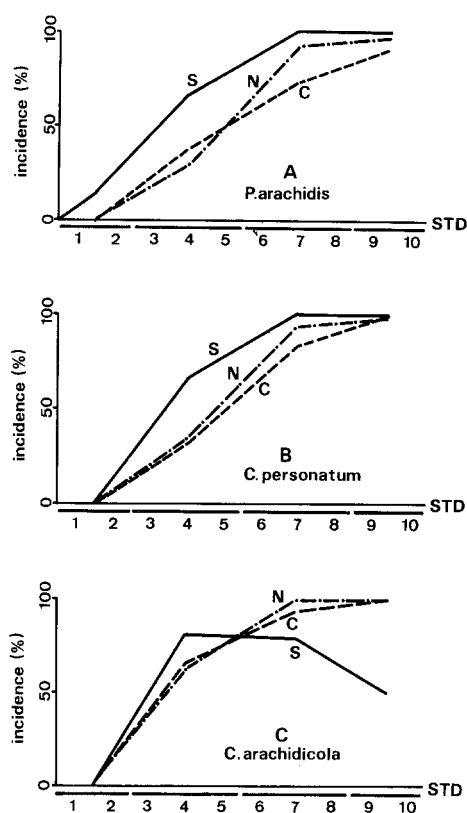 incidence (%)
100
50
0
S
N
C
A
P.arachidis
STD
1 2 3 4 5 6 7 8 9 10
incidence (%)
100
50
0
S
N
C
B
C. personatum
STD
1 2 3 4 5 6 7 8 9 10
incidence (%)
100
50
0
N
C
S
C
C. arachidicola
STD
1 2 3 4 5 6 7 8 9 10